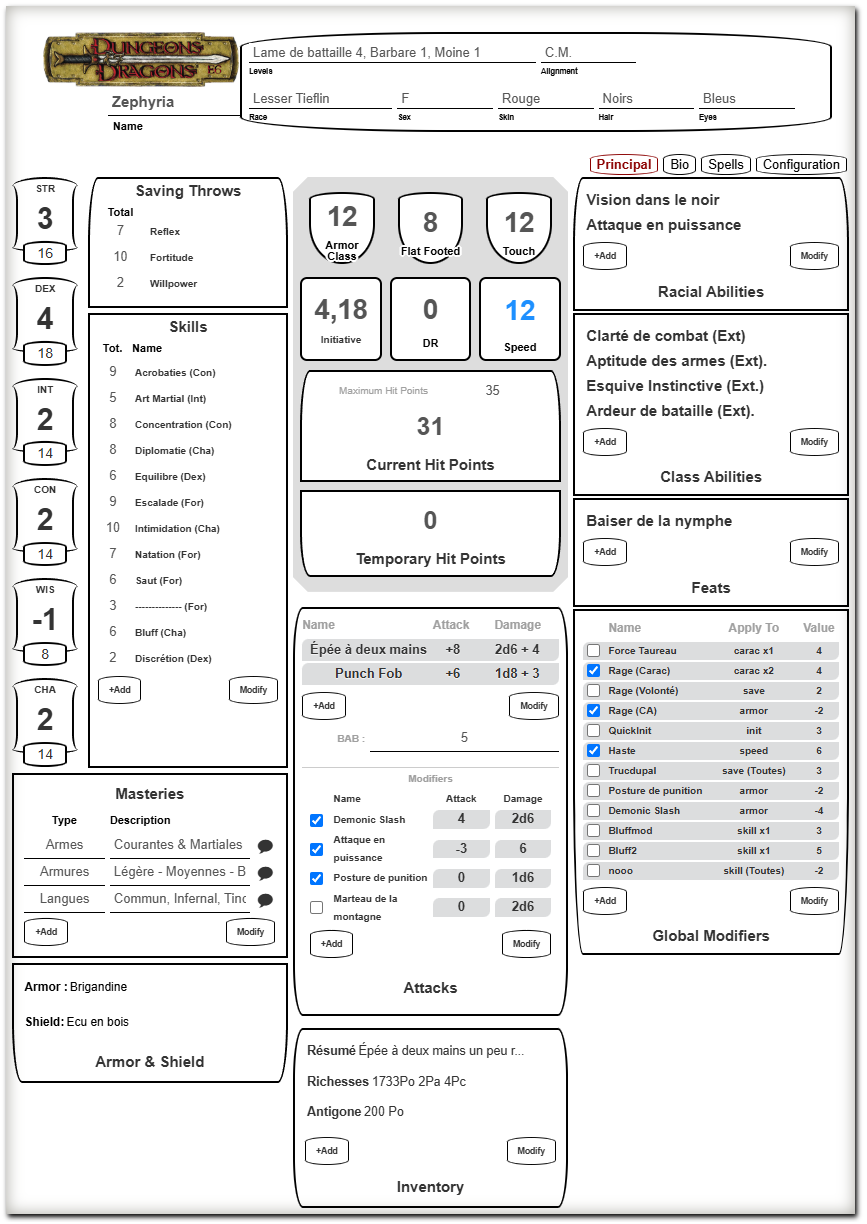 DUNGEONS
DRAGONS E6
Lame de battaille 4, Barbare 1, Moine 1 C.M.
Levels Alignment
Zephyria
Name
Lesser Tieflin F Rouge Noirs Bleus
Race Sex Skin Hair Eyes
Principal Bio Spells Configuration
STR
3
16
DEX
4
18
INT
2
14
CON
2
14
WIS
-1
8
CHA
2
14
Saving Throws
Total
7 Reflex
10 Fortitude
2 Willpower
Skills
Tot. Name
9 Acrobaties (Con)
5 Art Martial (Int)
8 Concentration (Con)
8 Diplomatie (Cha)
6 Equilibre (Dex)
9 Escalade (For)
10 Intimidation (Cha)
7 Natation (For)
6 Saut (For)
3 -------------- (For)
6 Bluff (Cha)
2 Discrétion (Dex)
+Add Modify
Masteries
Type Description
Armes Courantes & Martiales
Armures Légère - Moyennes - B
Langues Commun, Infernal, Tinc
+Add Modify
Armor : Brigandine
Shield: Ecu en bois
Armor & Shield
12 8 12
Armor Class Flat Footed Touch
4,18 0 12
Initiative DR Speed
Maximum Hit Points 35
31
Current Hit Points
0
Temporary Hit Points
Name Attack Damage
Épée à deux mains +8 2d6 + 4
Punch Fob +6 1d8 + 3
+Add Modify
BAB : 5
Modifiers
Name Attack Damage
Demonic Slash 4 2d6
Attaque en
puissance -3 6
Posture de punition 0 1d6
Marteau de la
montagne 0 2d6
+Add Modify
Attacks
Résumé Épée à deux mains un peu r...
Richesses 1733Po 2Pa 4Pc
Antigone 200 Po
+Add Modify
Inventory
Vision dans le noir
Attaque en puissance
+Add Modify
Racial Abilities
Clarté de combat (Ext)
Aptitude des armes (Ext).
Esquive Instinctive (Ext.)
Ardeur de bataille (Ext).
+Add Modify
Class Abilities
Baiser de la nymphe
+Add Modify
Feats
Name Apply To Value
Force Taureau carac x1 4
Rage (Carac) carac x2 4
Rage (Volonté) save 2
Rage (CA) armor -2
QuickInit init 3
Haste speed 6
Trucdupal save (Toutes) 3
Posture de punition armor -2
Demonic Slash armor -4
Bluffmod skill x1 3
Bluff2 skill x1 5
nooo skill (Toutes) -2
+Add Modify
Global Modifiers